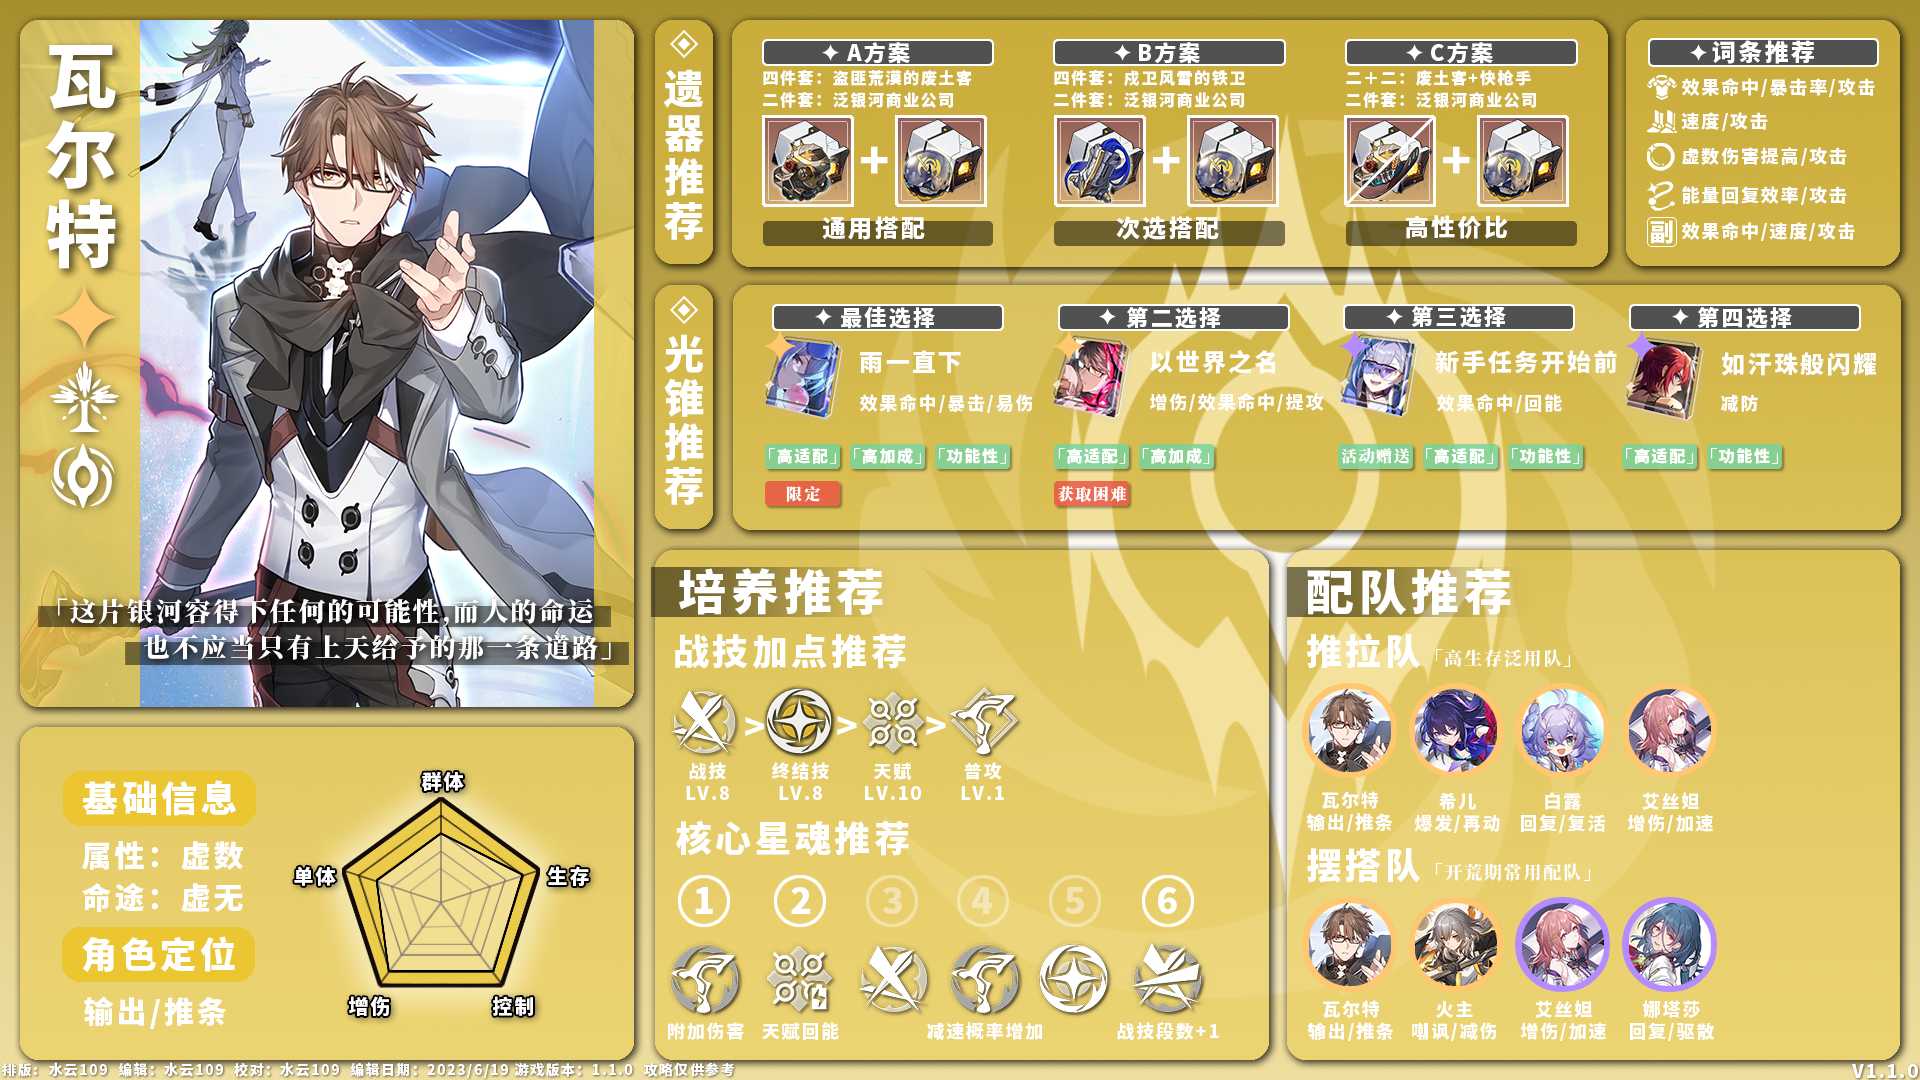 瓦尔特
「这片银河容得下任何的可能性,而人的命运
也不应当只有上天给予的那一条道路」
基础信息
属性：虚数
命途：虚无
角色定位
输出/推条
群体
单体
生存
增伤
控制
遗器推荐
A方案
四件套：盗匪荒漠的废土客
二件套：泛银河商业公司
+
通用搭配
B方案
四件套：戍卫风雪的铁卫
二件套：泛银河商业公司
+
次选搭配
C方案
二+二：废土客+快枪手
二件套：泛银河商业公司
+
高性价比
词条推荐
效果命中/暴击率/攻击
速度/攻击
虚数伤害提高/攻击
能量回复效率/攻击
副 效果命中/速度/攻击
光锥推荐
最佳选择
雨一直下
效果命中/暴击/易伤
「高适配」 「高加成」 「功能性」
限定
第二选择
以世界之名
增伤/效果命中/提攻
「高适配」 「高加成」
获取困难
第三选择
新手任务开始前
效果命中/回能
活动赠送 「高适配」 「功能性」
第四选择
如汗珠般闪耀
减防
「高适配」 「功能性」
培养推荐
战技加点推荐
> > >
战技 终结技 天赋 普攻
LV.8 LV.8 LV.10 LV.1
核心星魂推荐
1 2 3 4 5 6
附加伤害 天赋回能 减速概率增加 战技段数+1
配队推荐
推拉队「高生存泛用队」
瓦尔特 希儿 白露 艾丝妲
输出/推条 爆发/再动 回复/复活 增伤/加速
摆搭队「开荒期常用配队」
瓦尔特 火主 艾丝妲 娜塔莎
输出/推条 嘲讽/减伤 增伤/加速 回复/驱散
排版：水云109 编辑：水云109 校对：水云109 编辑日期：2023/6/19 游戏版本：1.1.0 攻略仅供参考
V1.1.0